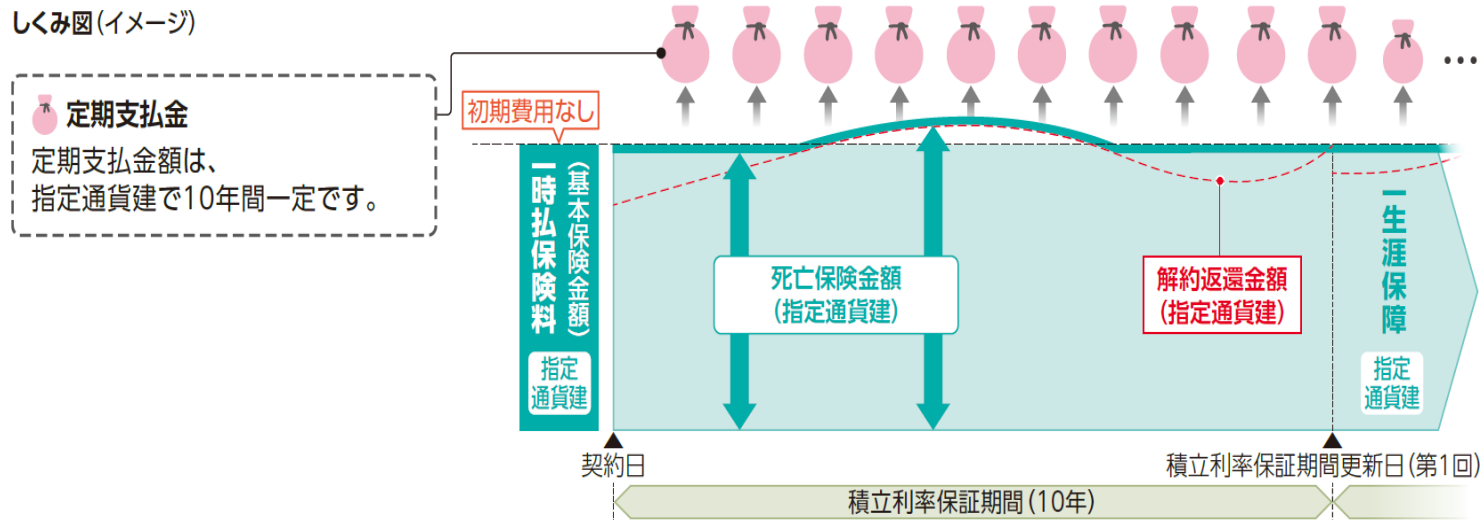 しくみ図(イメージ)
定期支払金
定期支払金額は、
指定通貨建で10年間一定です。
初期費用なし
一時払保険料
(基本保険金額)
指定
通貨建
死亡保険金額
(指定通貨建)
解約返還金額
(指定通貨建)
一生涯保障
指定
通貨建
…
契約日
積立利率保証期間更新日(第1回)
積立利率保証期間(10年)